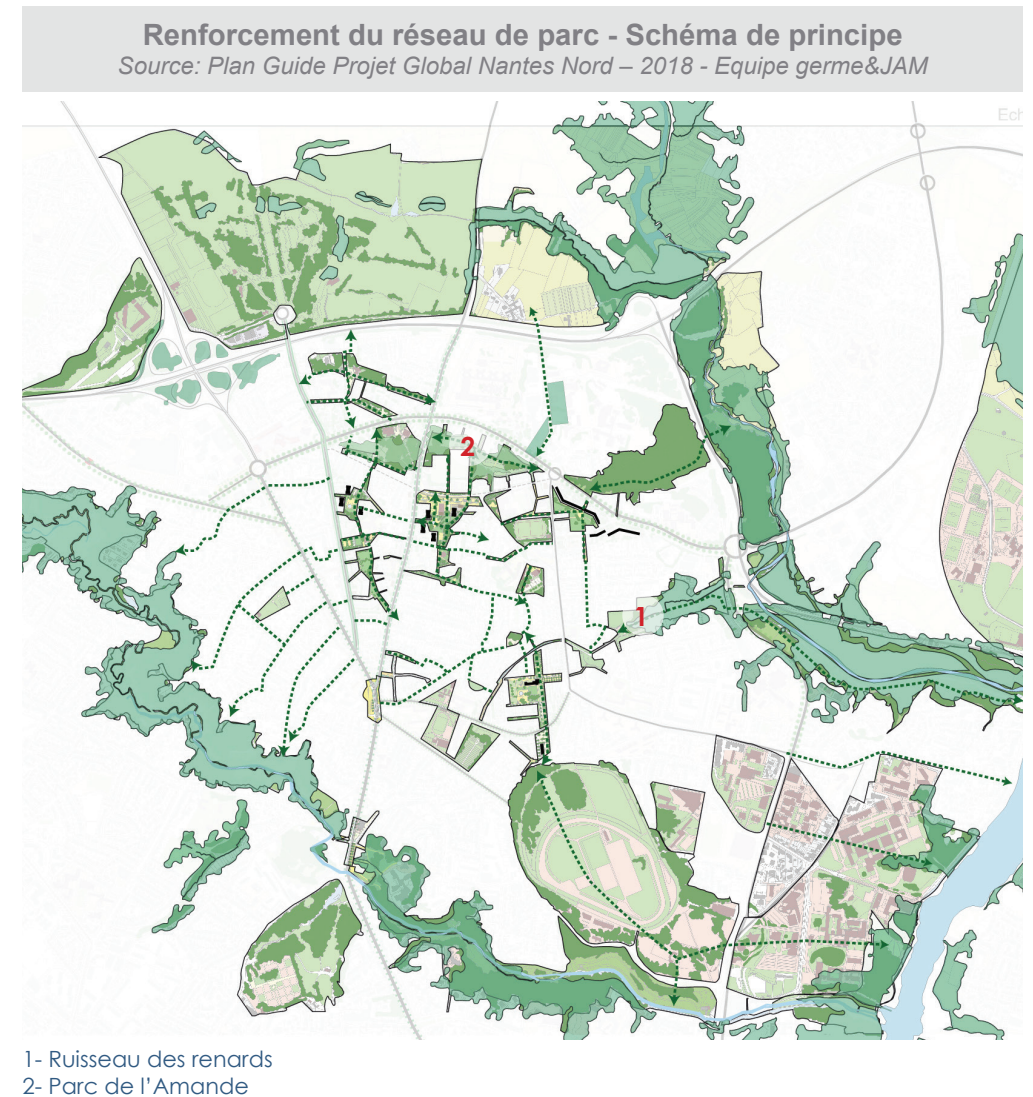 Renforcement du réseau de parc - Schéma de principe
Source: Plan Guide Projet Global Nantes Nord – 2018 - Equipe germe&JAM
Ech
2
1
1- Ruisseau des renards
2- Parc de l'Amande